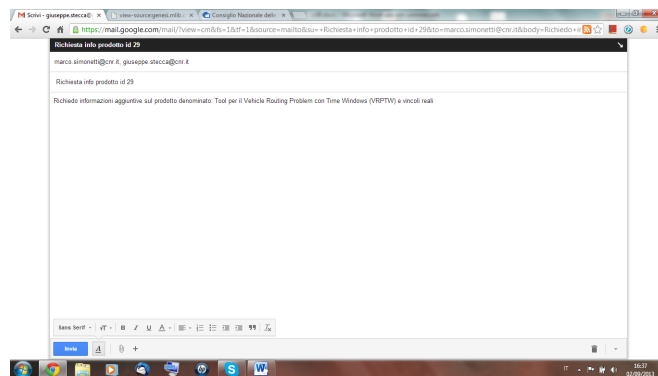 Scrivi - giuseppe.stecca@
view-source:genesi.mlib.c
Consiglio Nazionale delle
https://mail.google.com/mail/?view=cm&fs=1&tf=1&source=mailto&su=+Richiesta+info+prodotto+id+29&to=marco.simonetti@cnr.it&body=Richiedo+i
Richiesta info prodotto id 29
marco.simonetti@cnr.it, giuseppe.stecca@cnr.it
Richiesta info prodotto id 29
Richiedo informazioni aggiuntive sul prodotto denominato: Tool per il Vehicle Routing Problem con Time Windows (VRPTW) e vincoli reali
Sans Serif T B I U A
Invia A
IT 16:37
02/09/2013